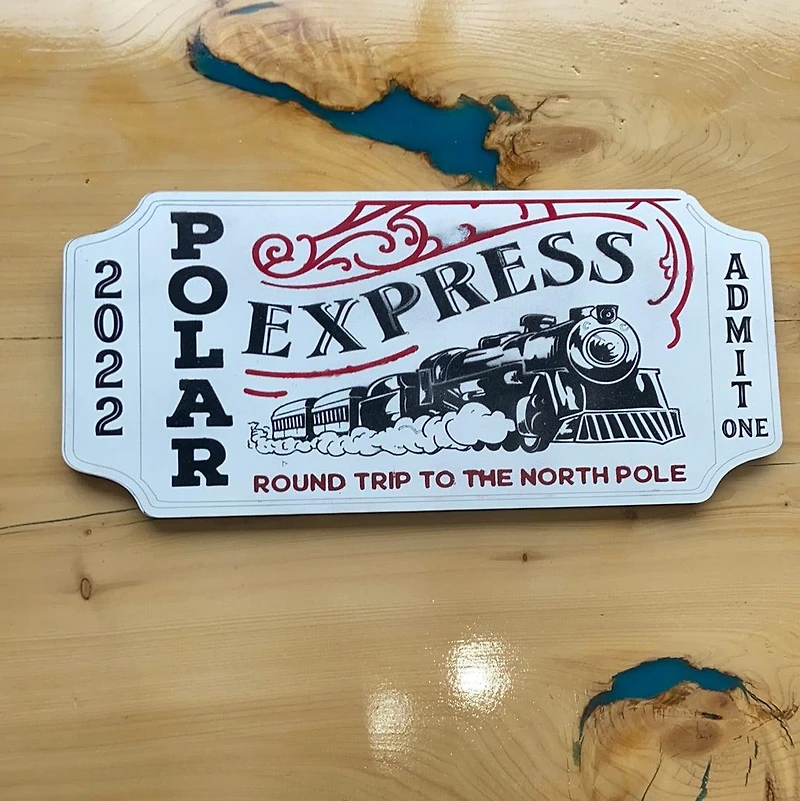 2022
POLAR
EXPRESS
ROUND TRIP TO THE NORTH POLE
ADMIT
ONE